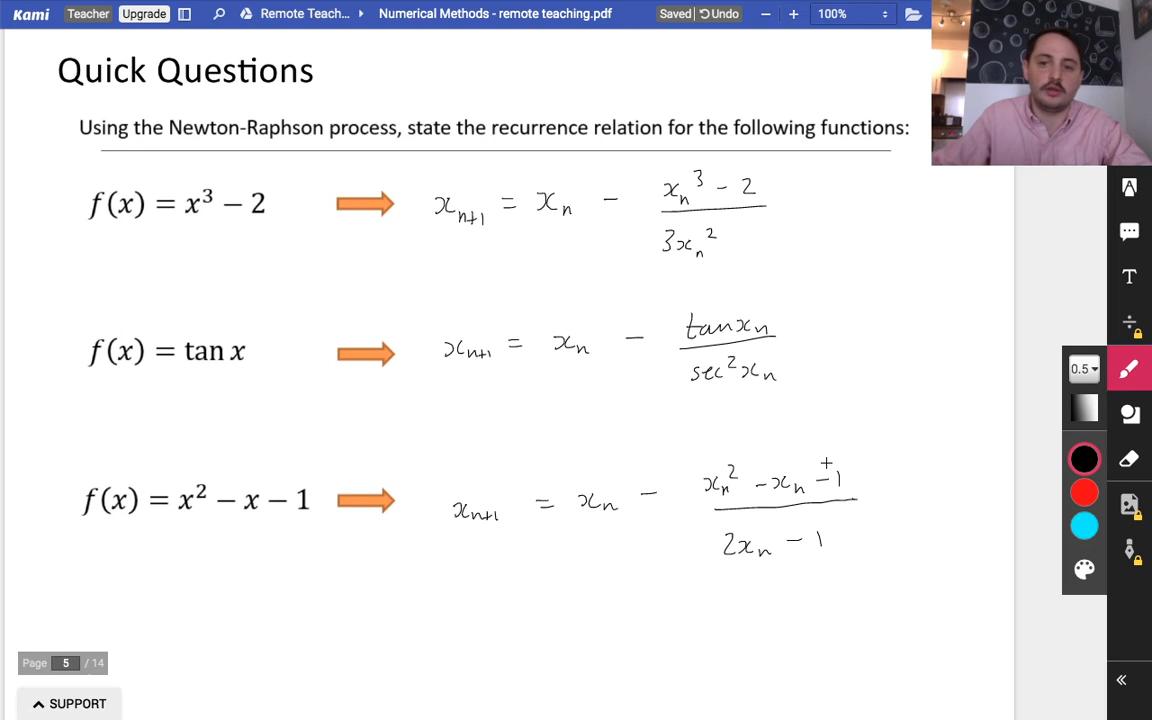 Kami Teacher Upgrade Remote Teach... Numerical Methods - remote teaching.pdf Saved Undo 100%
Quick Questions
Using the Newton-Raphson process, state the recurrence relation for the following functions:
f(x) = x³ − 2 xₙ₊₁ = xₙ − (xₙ³ − 2) / (3xₙ²)
f(x) = tan x xₙ₊₁ = xₙ − (tan xₙ) / (sec² xₙ)
f(x) = x² − x − 1 xₙ₊₁ = xₙ − (xₙ² − xₙ − 1) / (2xₙ − 1)
0.5
Page 5 / 14
SUPPORT